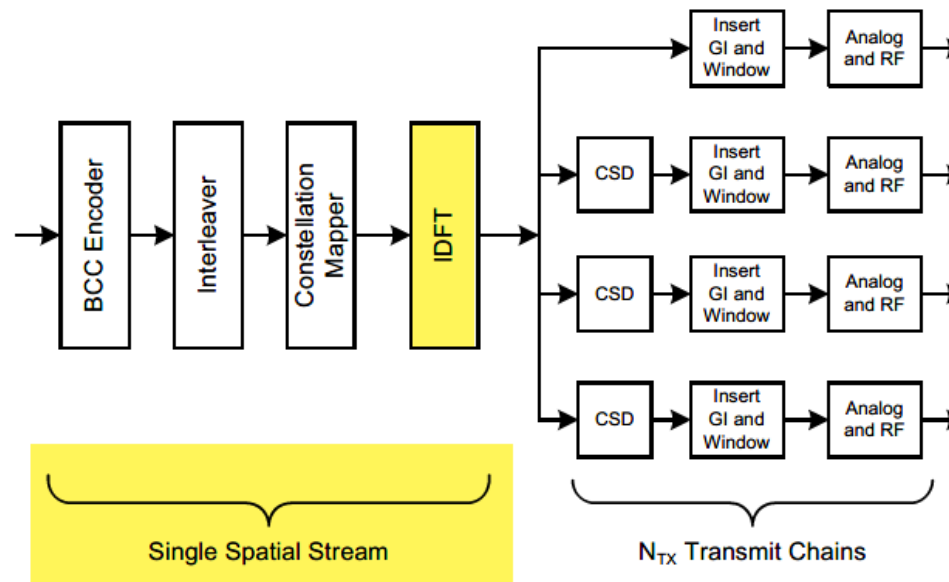 BCC Encoder
Interleaver
Constellation
Mapper
IDFT
Insert
GI and
Window
Analog
and RF
CSD
Insert
GI and
Window
Analog
and RF
CSD
Insert
GI and
Window
Analog
and RF
CSD
Insert
GI and
Window
Analog
and RF
Single Spatial Stream
N_TX Transmit Chains